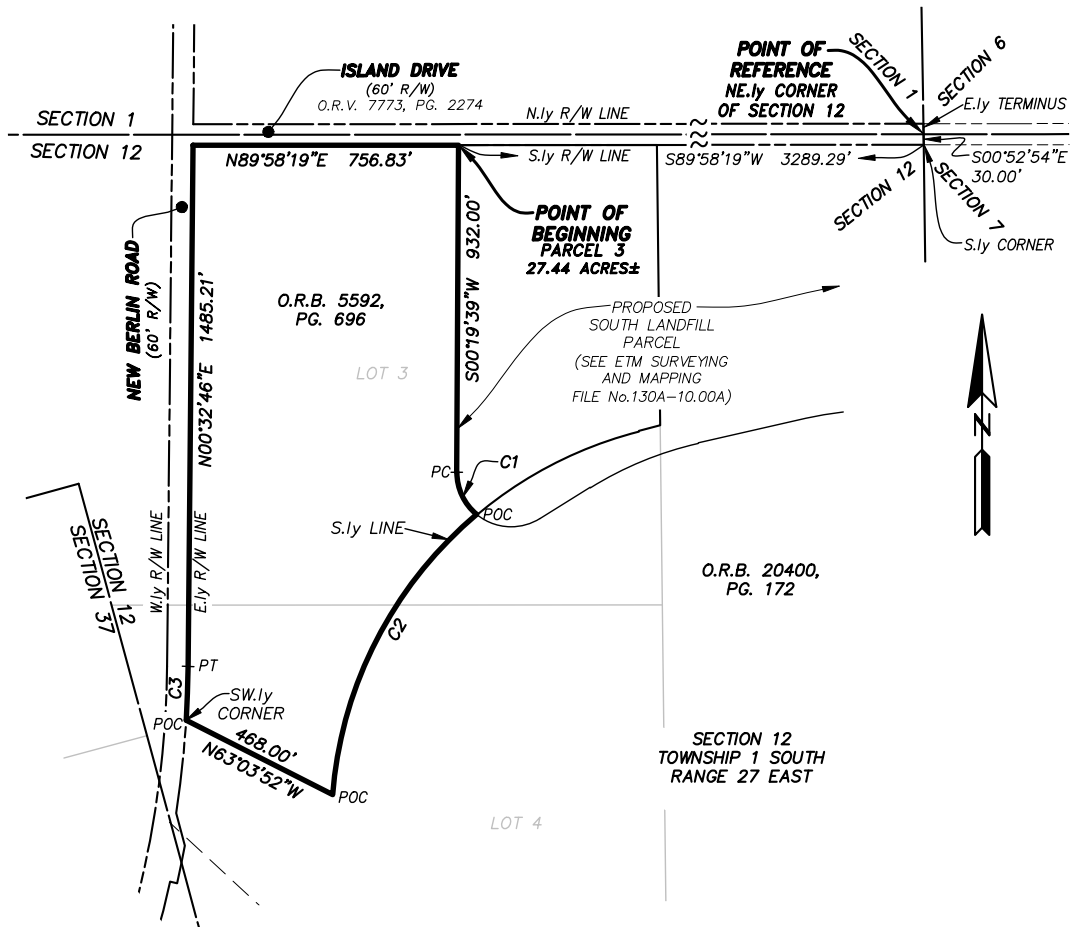 SECTION 1
SECTION 12
ISLAND DRIVE
(60' R/W)
O.R.V. 7773, PG. 2274
N.ly R/W LINE
POINT OF
REFERENCE
NE.ly CORNER
OF SECTION 12
SECTION 1
SECTION 6
E.ly TERMINUS
N89°58'19"E 756.83'
S.ly R/W LINE
S89°58'19"W 3289.29'
S00°52'54"E
30.00'
SECTION 12
SECTION 7
S.ly CORNER
POINT OF
BEGINNING
PARCEL 3
27.44 ACRES±
NEW BERLIN ROAD
(60' R/W)
N00°32'46"E 1485.21'
O.R.B. 5592,
PG. 696
S00°19'39"W 932.00'
LOT 3
PROPOSED
SOUTH LANDFILL
PARCEL
(SEE ETM SURVEYING
AND MAPPING
FILE No.130A-10.00A)
PC
C1
POC
S.ly LINE
SECTION 12
SECTION 37
W.ly R/W LINE
E.ly R/W LINE
O.R.B. 20400,
PG. 172
C2
PT
C3
SW.ly
CORNER
POC
468.00'
N63°03'52"W
POC
SECTION 12
TOWNSHIP 1 SOUTH
RANGE 27 EAST
LOT 4
N